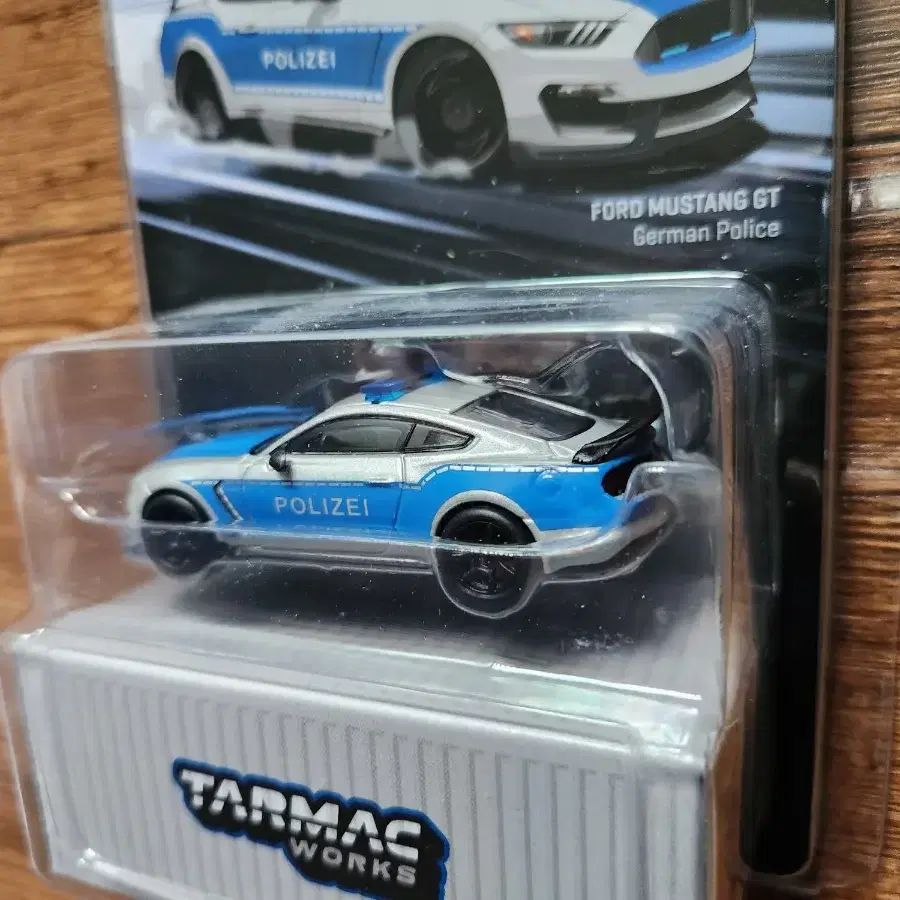 POLIZEI
FORD MUSTANG GT
German Police
POLIZEI
TARMAC
WORKS